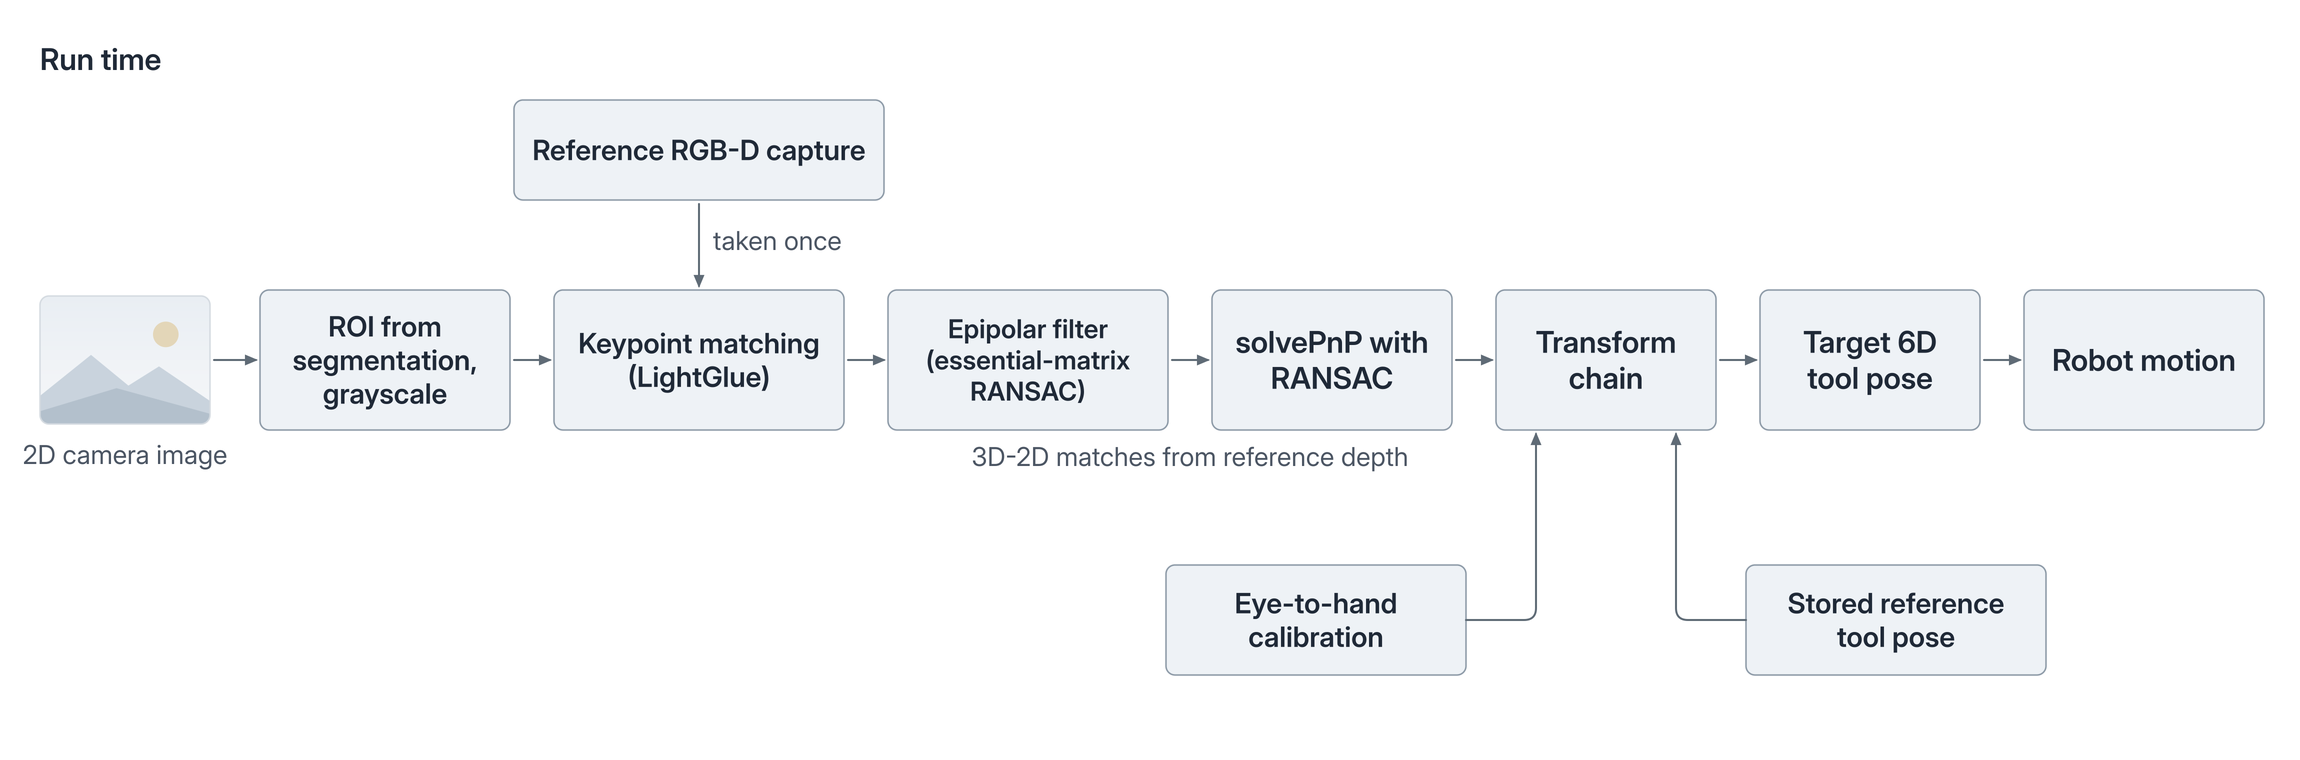 Run time
Reference RGB-D capture
taken once
2D camera image
ROI from
segmentation,
grayscale
Keypoint matching
(LightGlue)
Epipolar filter
(essential-matrix
RANSAC)
solvePnP with
RANSAC
3D-2D matches from reference depth
Transform
chain
Target 6D
tool pose
Robot motion
Eye-to-hand
calibration
Stored reference
tool pose